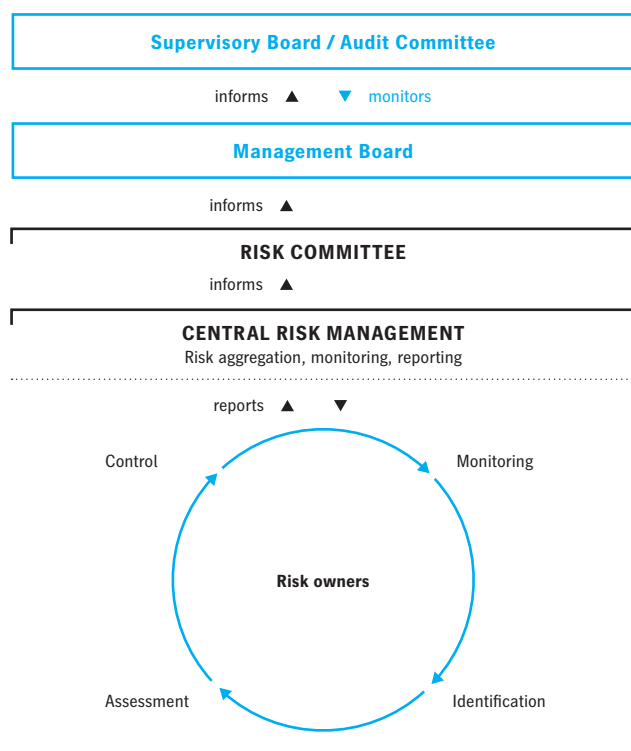 Supervisory Board / Audit Committee
informs ▲ ▼ monitors
Management Board
informs ▲
RISK COMMITTEE
informs ▲
CENTRAL RISK MANAGEMENT
Risk aggregation, monitoring, reporting
reports ▲ ▼
Control
Monitoring
Risk owners
Assessment
Identification